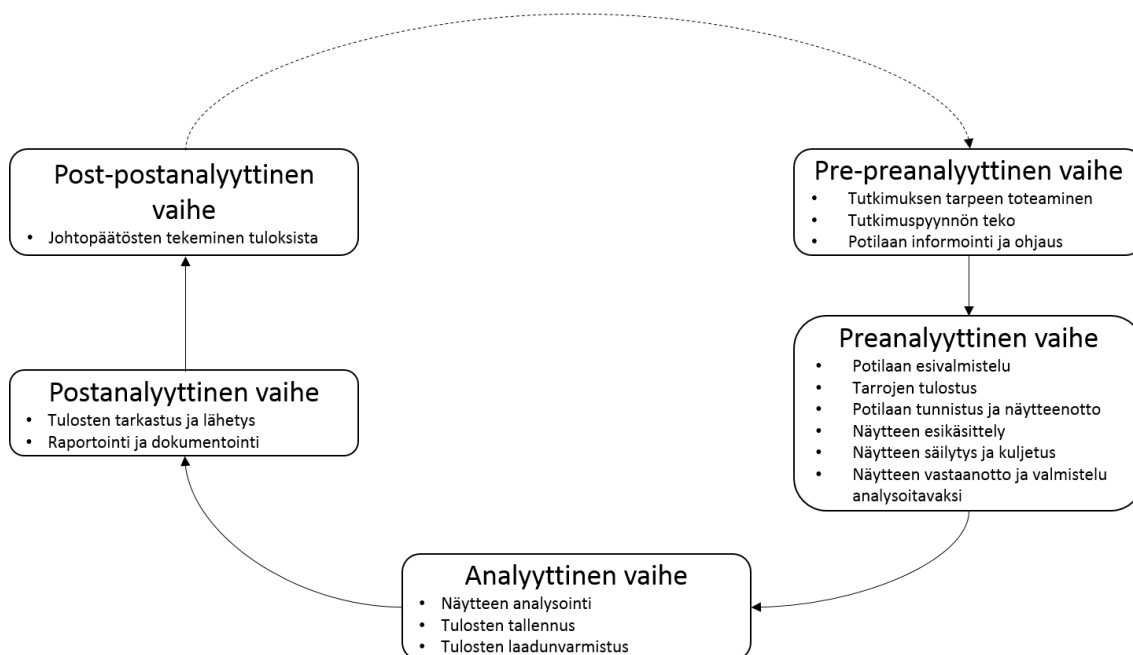 Post-postanalyyttinen
vaihe
• Johtopäätösten tekeminen tuloksista
Pre-preanalyyttinen vaihe
• Tutkimuksen tarpeen toteaminen
• Tutkimuspyynnön teko
• Potilaan informointi ja ohjaus
Preanalyyttinen vaihe
• Potilaan esivalmistelu
• Tarrojen tulostus
• Potilaan tunnistus ja näytteenotto
• Näytteen esikäsittely
• Näytteen säilytys ja kuljetus
• Näytteen vastaanotto ja valmistelu
analysoitavaksi
Analyyttinen vaihe
• Näytteen analysointi
• Tulosten tallennus
• Tulosten laadunvarmistus
Postanalyyttinen vaihe
• Tulosten tarkastus ja lähetys
• Raportointi ja dokumentointi